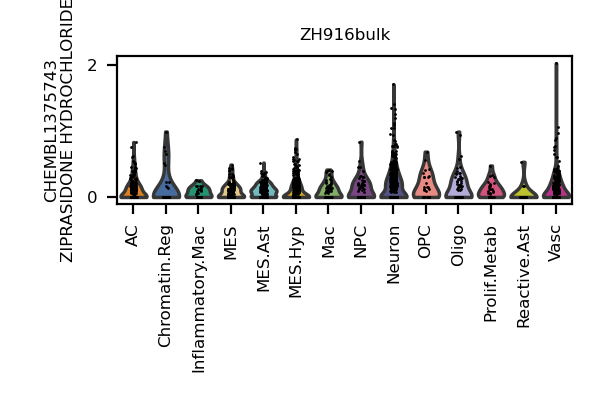 ZH916bulk
CHEMBL1375743
ZIPRASIDONE HYDROCHLORIDE
2
0
AC
Chromatin.Reg
Inflammatory.Mac
MES
MES.Ast
MES.Hyp
Mac
NPC
Neuron
OPC
Oligo
Prolif.Metab
Reactive.Ast
Vasc